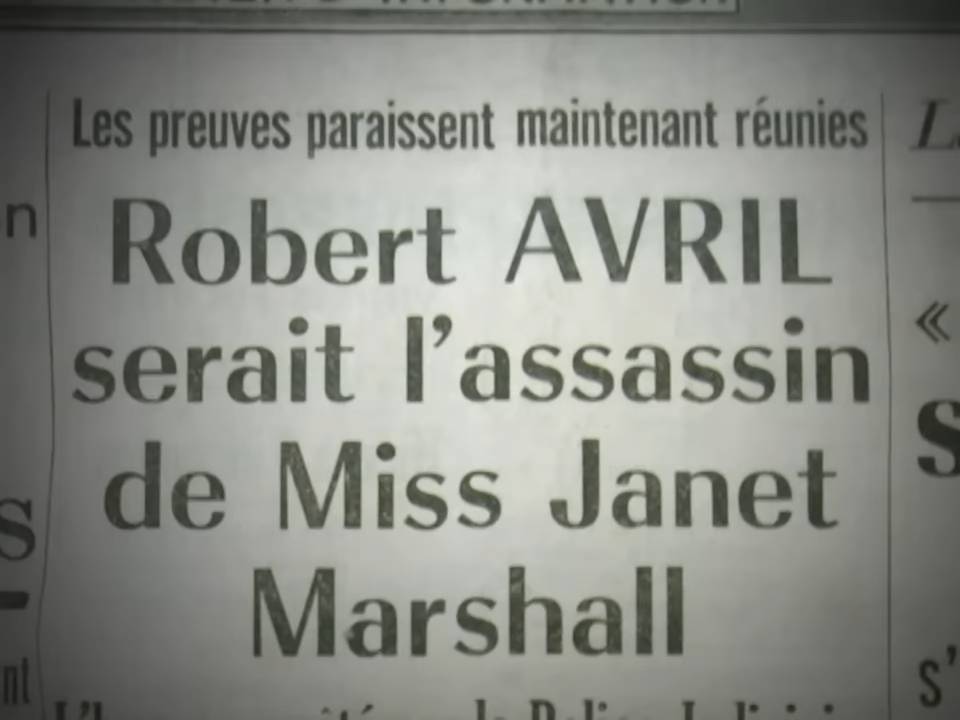 Les preuves paraissent maintenant réunies
Robert AVRIL
serait l'assassin
de Miss Janet
Marshall